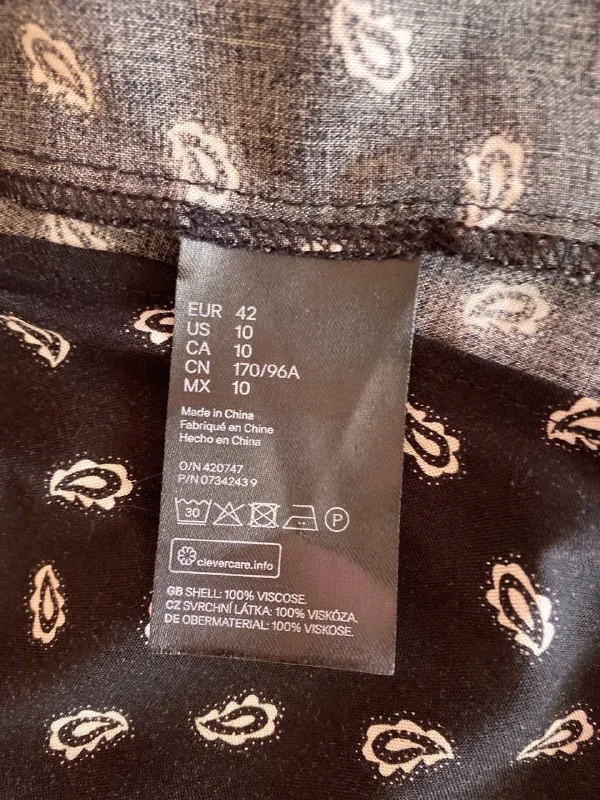 EUR 42
US 10
CA 10
CN 170/96A
MX 10
Made in China
Fabriqué en Chine
Hecho en China
O/N 420747
P/N 0734243 9
30 P
clevercare.info
GB SHELL: 100% VISCOSE.
CZ SVRCHNÍ LÁTKA: 100% VISKÓZA.
DE OBERMATERIAL: 100% VISKOSE.